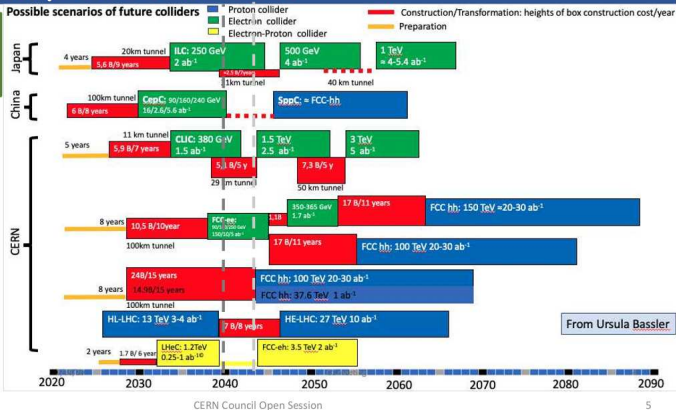 Possible scenarios of future colliders
Proton collider
Electron collider
Electron-Proton collider
Construction/Transformation: heights of box construction cost/year
Preparation
Japan
4 years
20km tunnel
5,6 B/9 years
ILC: 250 GeV
2 ab-1
500 GeV
4 ab-1
1km tunnel
40 km tunnel
1 TeV
≈ 4-5.4 ab-1
China
100km tunnel
6 B/8 years
CepC: 90/160/240 GeV
16/2.6/5.6 ab-1
SppC: ≈ FCC-hh
CERN
5 years
11 km tunnel
5,9 B/7 years
CLIC: 380 GeV
1.5 ab-1
B/5 y
29 km tunnel
1.5 TeV
2.5 ab-1
7,3 B/5 y
50 km tunnel
3 TeV
5 ab-1
8 years
10,5 B/10year
100km tunnel
FCC-ee:
150/10/5 ab-1
1,1B
350-365 GeV
1.7 ab-1
17 B/11 years
FCC hh: 150 TeV ≈20-30 ab-1
17 B/11 years
FCC hh: 100 TeV 20-30 ab-1
8 years
24B/15 years
14.9B/15 years
100km tunnel
FCC hh: 100 TeV 20-30 ab-1
FCC hh: 37.6 TeV 1 ab-1
HL-LHC: 13 TeV 3-4 ab-1
7 B/8 years
HE-LHC: 27 TeV 10 ab-1
From Ursula Bassler
2 years
1.7 B/ 6 year
LHeC: 1.2TeV
0.25-1 ab-1
FCC-eh: 3.5 TeV 2 ab-1
2020 2030 2040 2050 2060 2070 2080 2090
CERN Council Open Session
5